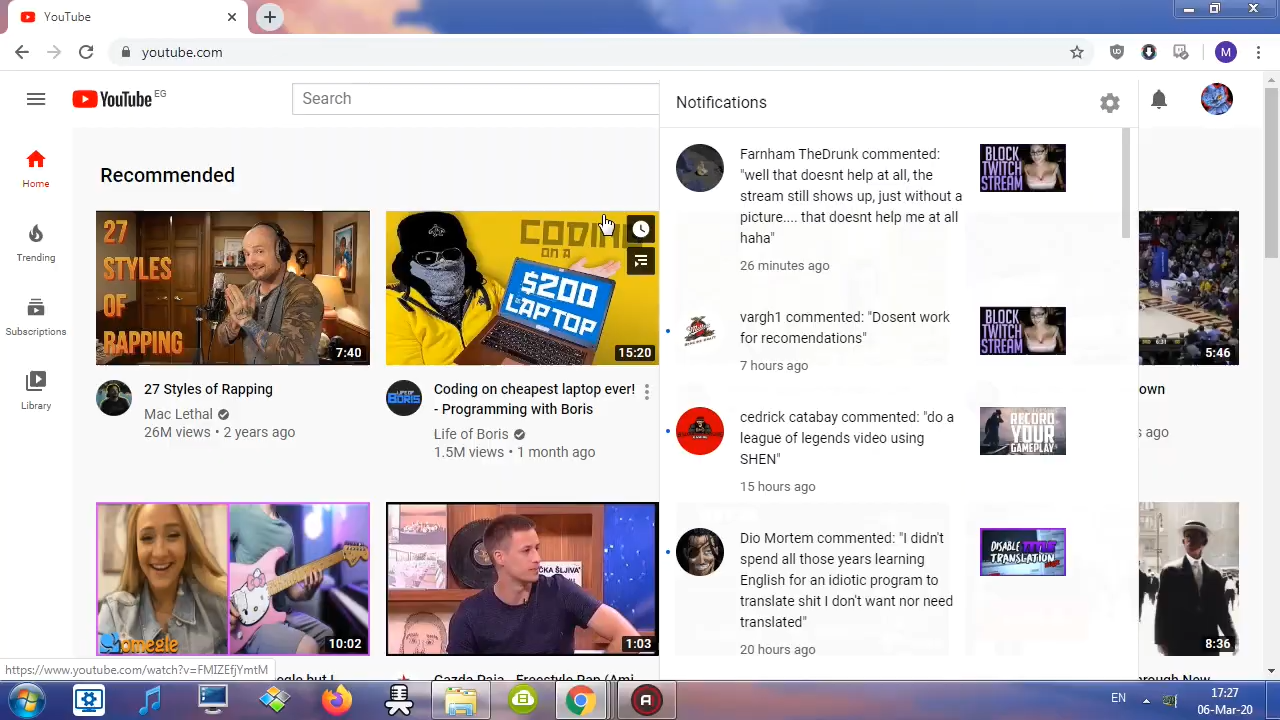 YouTube
youtube.com
M
YouTube EG
Search
Notifications
Home
Trending
Subscriptions
Library
Recommended
27
STYLES
OF
RAPPING
7:40
27 Styles of Rapping
Mac Lethal
26M views • 2 years ago
CODING
ON A
$200
LAPTOP
15:20
LIFE OF
BORIS
Coding on cheapest laptop ever!
- Programming with Boris
Life of Boris
1.5M views • 1 month ago
Farnham TheDrunk commented:
"well that doesnt help at all, the
stream still shows up, just without a
picture.... that doesnt help me at all
haha"
26 minutes ago
BLOCK
TWITCH
STREAM
vargh1 commented: "Dosent work
for recomendations"
7 hours ago
BLOCK
TWITCH
STREAM
cedrick catabay commented: "do a
league of legends video using
SHEN"
15 hours ago
RECORD
YOUR
GAMEPLAY
Dio Mortem commented: "I didn't
spend all those years learning
English for an idiotic program to
translate shit I don't want nor need
translated"
20 hours ago
DISABLE TITLE
TRANSLATION
5:46
own
s ago
omegle
10:02
ČKA ŠLJIVA"
1:03
8:36
https://www.youtube.com/watch?v=FMIZEfjYmtM
EN
17:27
06-Mar-20